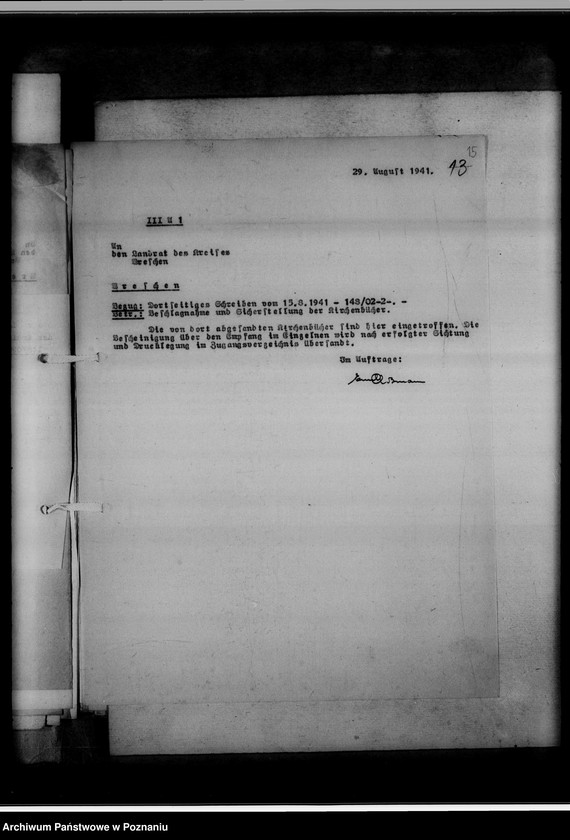 15
29. August 1941.
13
III A 1
An
den Landrat des Kreises
Wreschen
Wreschen
Bezug: Dortseitiges Schreiben vom 15.8.1941 - 148/02-2-. -
Betr.: Beschlagnahme und Sicherstellung der Kirchenbücher.
Die von dort abgesandten Kirchenbücher sind hier eingetroffen. Die
Bescheinigung über den Empfang im Einzelnen wird nach erfolgter Sichtung
und Drucklegung im Zugangsverzeichnis übersandt.
Im Auftrage:
Archiwum Państwowe w Poznaniu